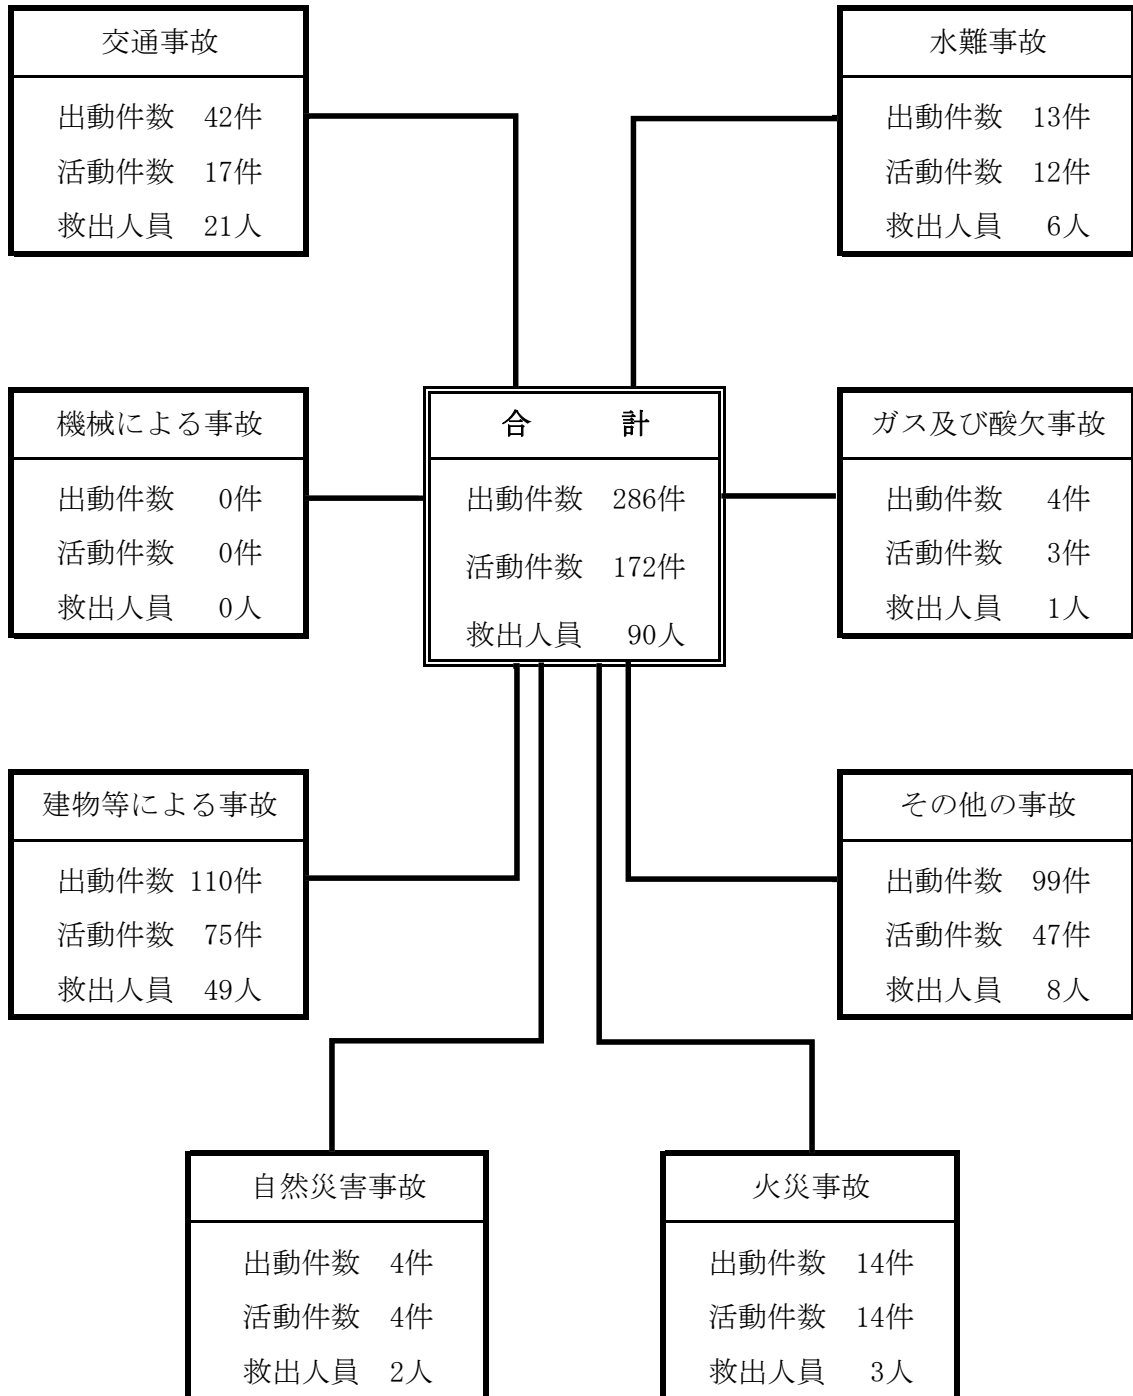 交通事故
出動件数 42件
活動件数 17件
救出人員 21人
水難事故
出動件数 13件
活動件数 12件
救出人員 6人
機械による事故
出動件数 0件
活動件数 0件
救出人員 0人
合 計
出動件数 286件
活動件数 172件
救出人員 90人
ガス及び酸欠事故
出動件数 4件
活動件数 3件
救出人員 1人
建物等による事故
出動件数 110件
活動件数 75件
救出人員 49人
その他の事故
出動件数 99件
活動件数 47件
救出人員 8人
自然災害事故
出動件数 4件
活動件数 4件
救出人員 2人
火災事故
出動件数 14件
活動件数 14件
救出人員 3人